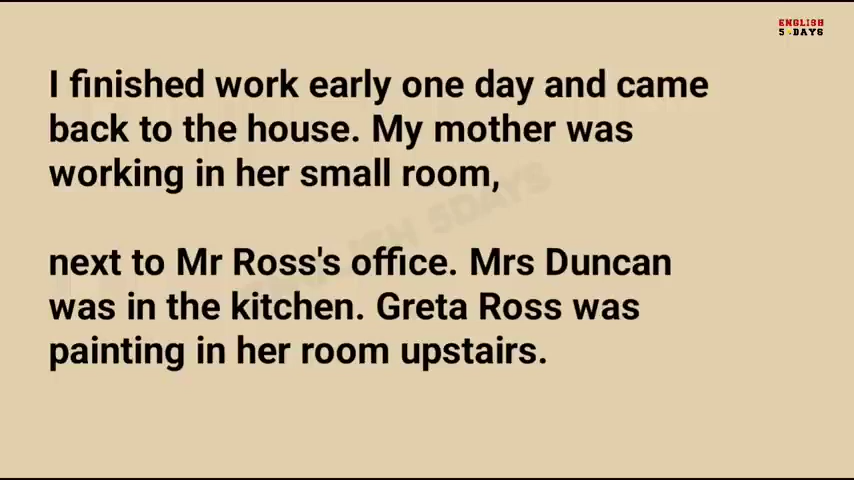 ENGLISH
5 DAYS
I finished work early one day and came
back to the house. My mother was
working in her small room,
next to Mr Ross's office. Mrs Duncan
was in the kitchen. Greta Ross was
painting in her room upstairs.
ENGLISH 5DAYS